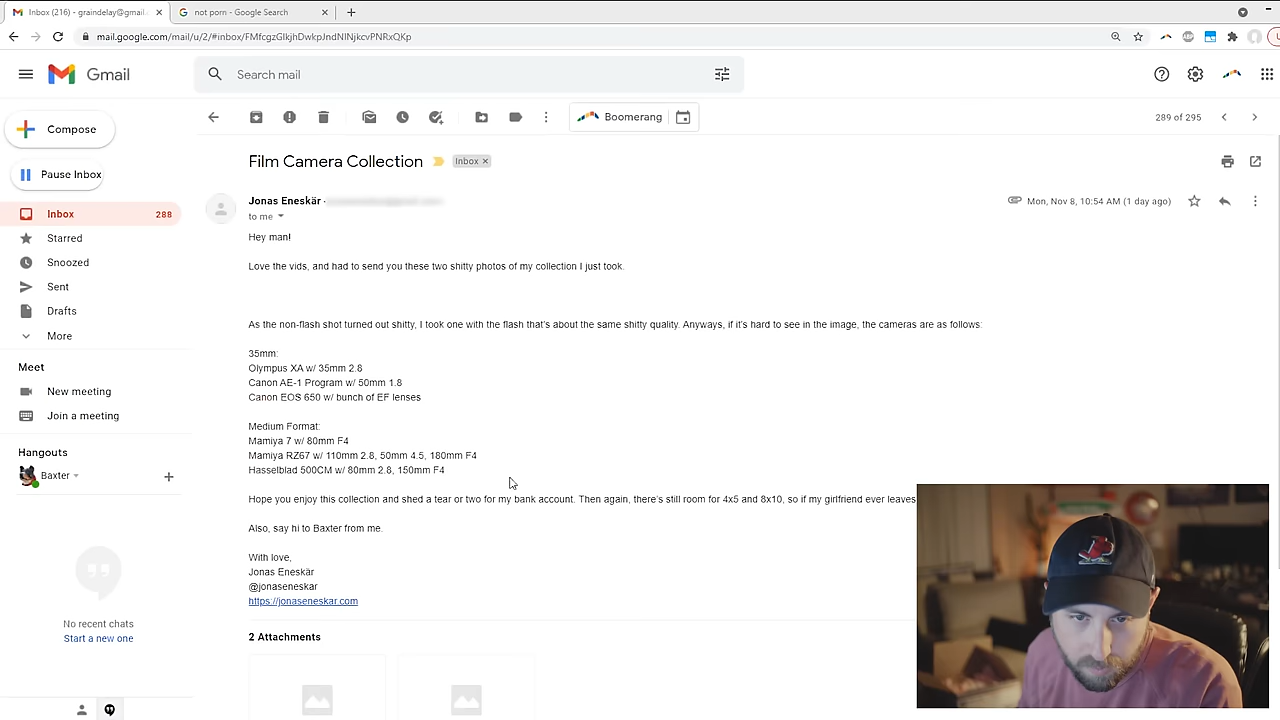 Inbox (216) - graindelay@gmail.
not porn - Google Search
mail.google.com/mail/u/2/#inbox/FMfcgzGlkjhDwkpJndNlNjkcvPNRxQKp
Gmail
Search mail
Compose
Boomerang
289 of 295
Pause Inbox
Film Camera Collection
Inbox
Inbox 288
Jonas Eneskär
Mon, Nov 8, 10:54 AM (1 day ago)
to me
Starred
Hey man!
Snoozed
Love the vids, and had to send you these two shitty photos of my collection I just took.
Sent
Drafts
As the non-flash shot turned out shitty, I took one with the flash that's about the same shitty quality. Anyways, if it's hard to see in the image, the cameras are as follows:
More
35mm:
Meet
Olympus XA w/ 35mm 2.8
Canon AE-1 Program w/ 50mm 1.8
New meeting
Canon EOS 650 w/ bunch of EF lenses
Join a meeting
Medium Format:
Mamiya 7 w/ 80mm F4
Hangouts
Mamiya RZ67 w/ 110mm 2.8, 50mm 4.5, 180mm F4
Hasselblad 500CM w/ 80mm 2.8, 150mm F4
Baxter
Hope you enjoy this collection and shed a tear or two for my bank account. Then again, there's still room for 4x5 and 8x10, so if my girlfriend ever leaves
Also, say hi to Baxter from me.
With love,
Jonas Eneskär
@jonaseneskar
https://jonaseneskar.com
No recent chats
Start a new one
2 Attachments